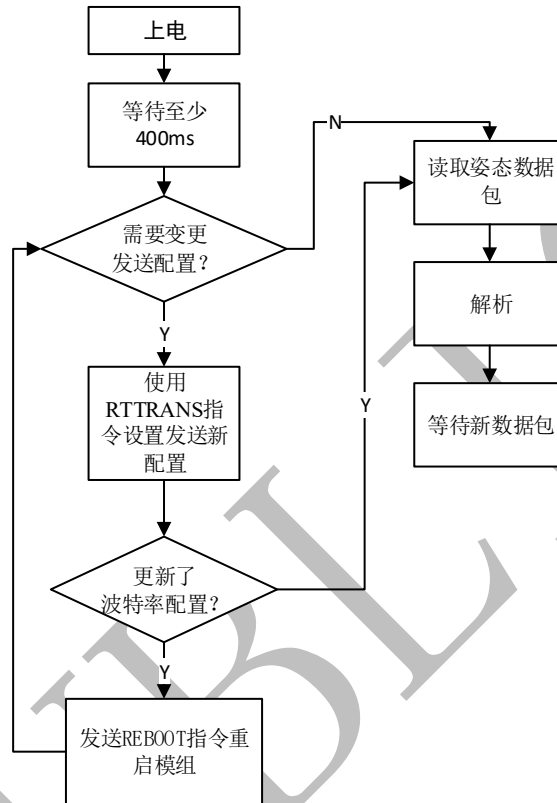 上电
等待至少
400ms
需要变更
发送配置？
N
Y
使用
RTTRANS指
令设置发送新
配置
更新了
波特率配置？
Y
Y
发送REBOOT指令重
启模组
读取姿态数据
包
解析
等待新数据包